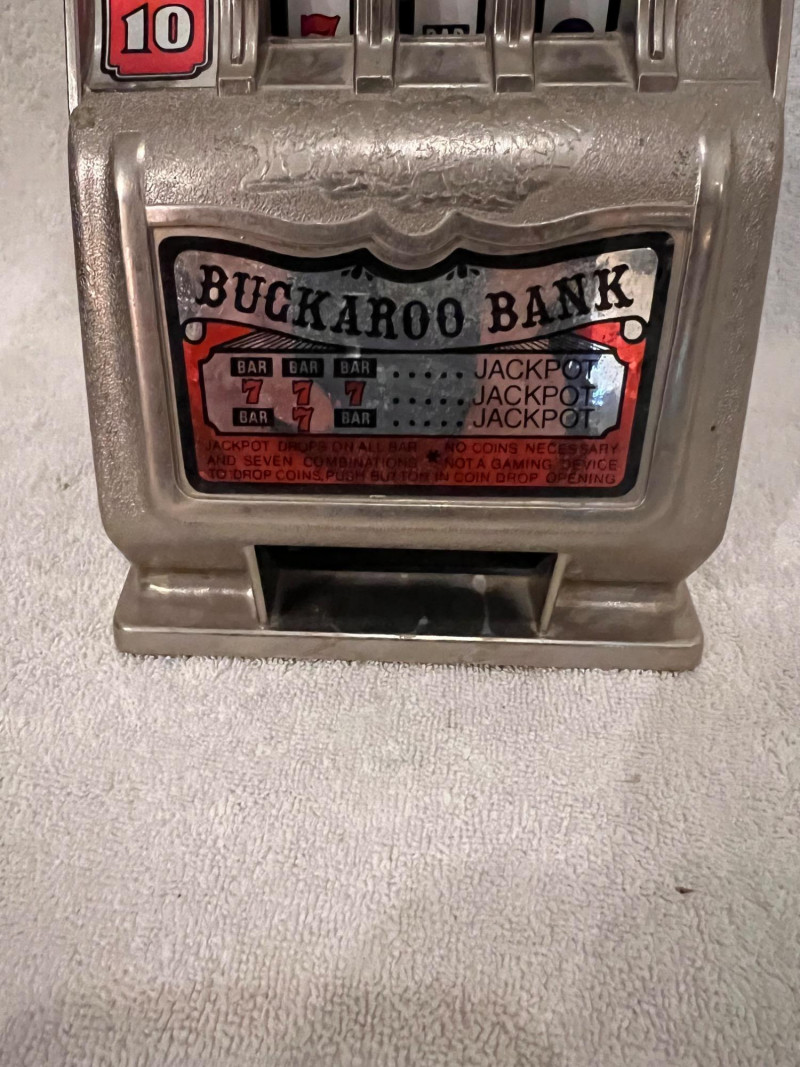 10
BAR
BUCKAROO BANK
BAR BAR BAR ..... JACKPOT
7 7 7 ..... JACKPOT
BAR 7 BAR ..... JACKPOT
JACKPOT DROPS ON ALL BAR
AND SEVEN COMBINATIONS
TO DROP COINS PUSH BUTTON IN COIN DROP OPENING
* NO COINS NECESSARY
NOT A GAMING DEVICE